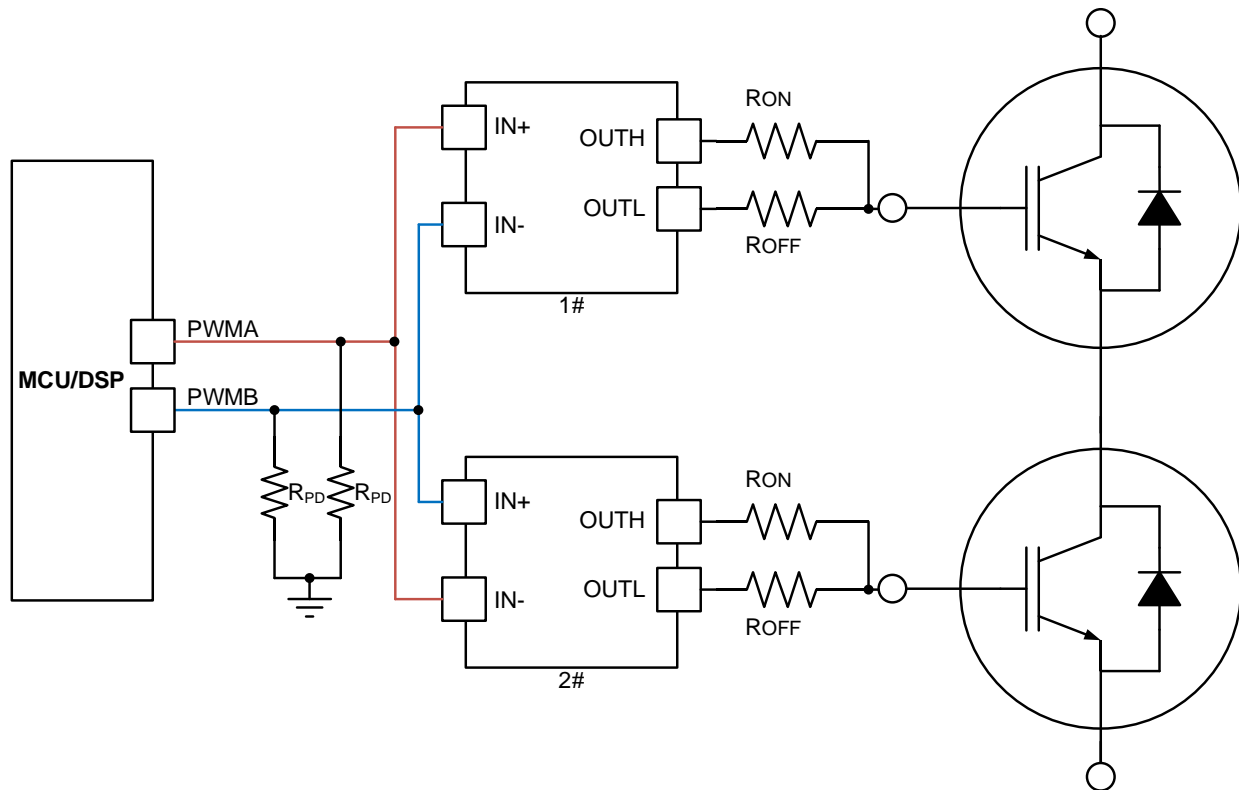 RON
IN+
OUTH
IN-
OUTL
ROFF
1#
PWMA
MCU/DSP
PWMB
RPD
RPD
RON
IN+
OUTH
IN-
OUTL
ROFF
2#